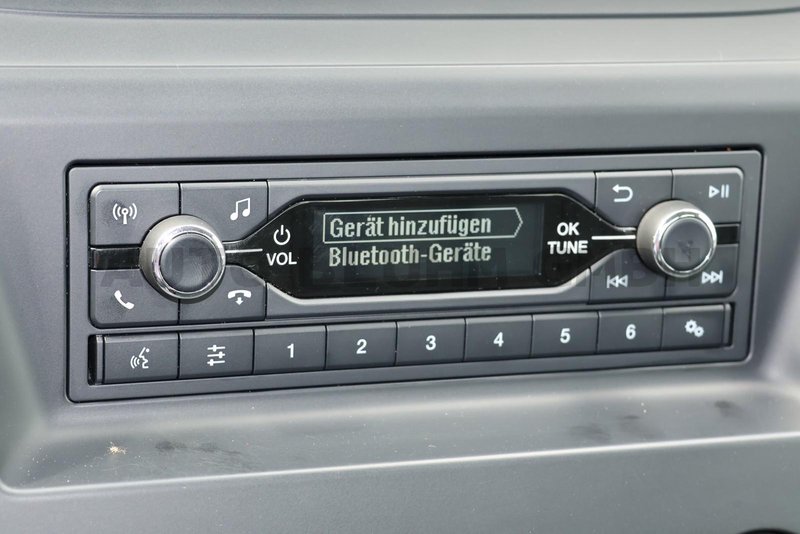 Gerät hinzufügen
Bluetooth-Geräte
VOL
OK
TUNE
1 2 3 4 5 6